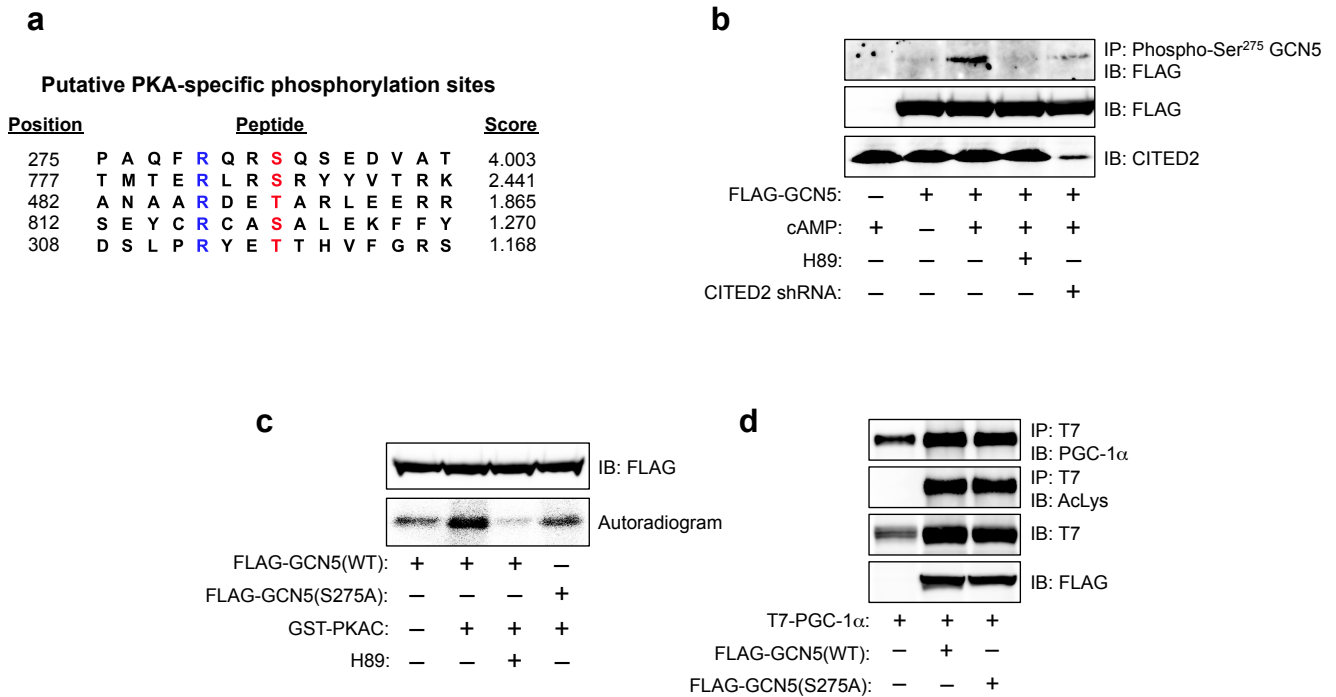 a
Putative PKA-specific phosphorylation sites
Position Peptide Score
275 P A Q F R Q R S Q S E D V A T 4.003
777 T M T E R L R S R Y Y V T R K 2.441
482 A N A A R D E T A R L E E R R 1.865
812 S E Y C R C A S A L E K F F Y 1.270
308 D S L P R Y E T T H V F G R S 1.168
b
IP: Phospho-Ser²⁷⁵ GCN5
IB: FLAG
IB: FLAG
IB: CITED2
FLAG-GCN5: – + + + +
cAMP: + – + + +
H89: – – – + –
CITED2 shRNA: – – – – +
c
IB: FLAG
Autoradiogram
FLAG-GCN5(WT): + + + –
FLAG-GCN5(S275A): – – – +
GST-PKAC: – + + +
H89: – – + –
d
IP: T7
IB: PGC-1α
IP: T7
IB: AcLys
IB: T7
IB: FLAG
T7-PGC-1α: + + +
FLAG-GCN5(WT): – + –
FLAG-GCN5(S275A): – – +